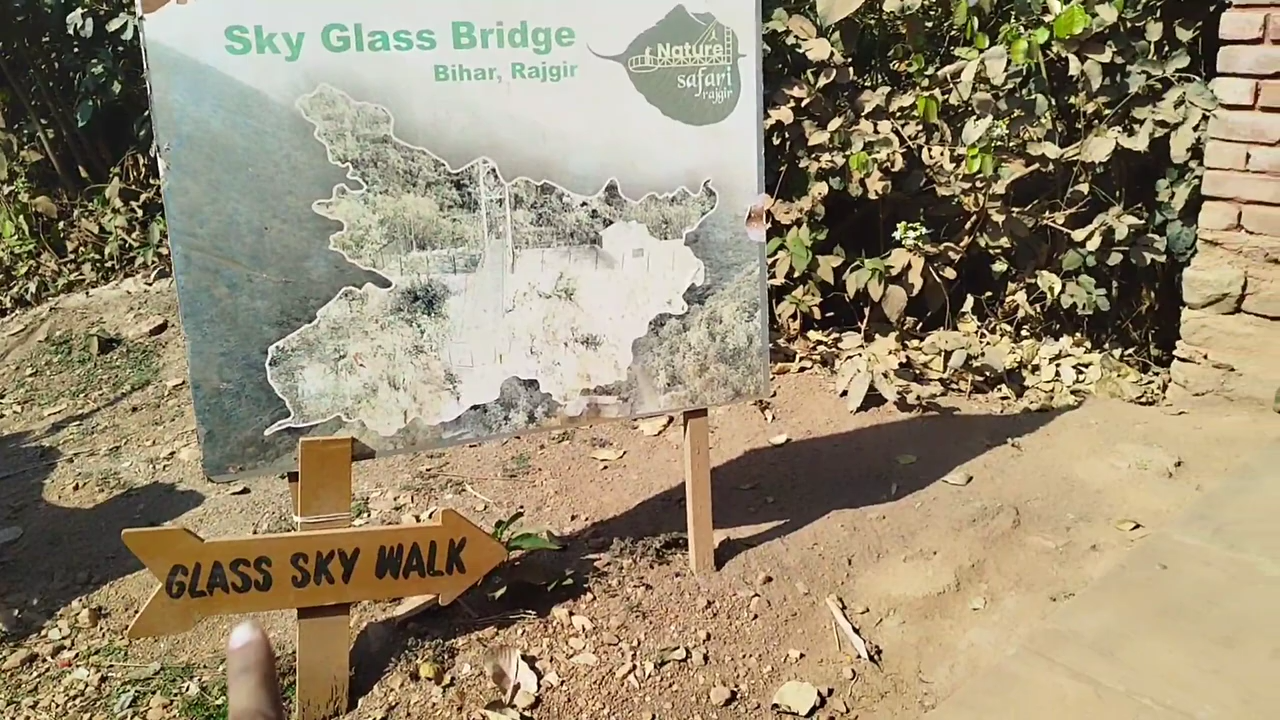 Sky Glass Bridge
Bihar, Rajgir
Nature
safari
rajgir
GLASS SKY WALK